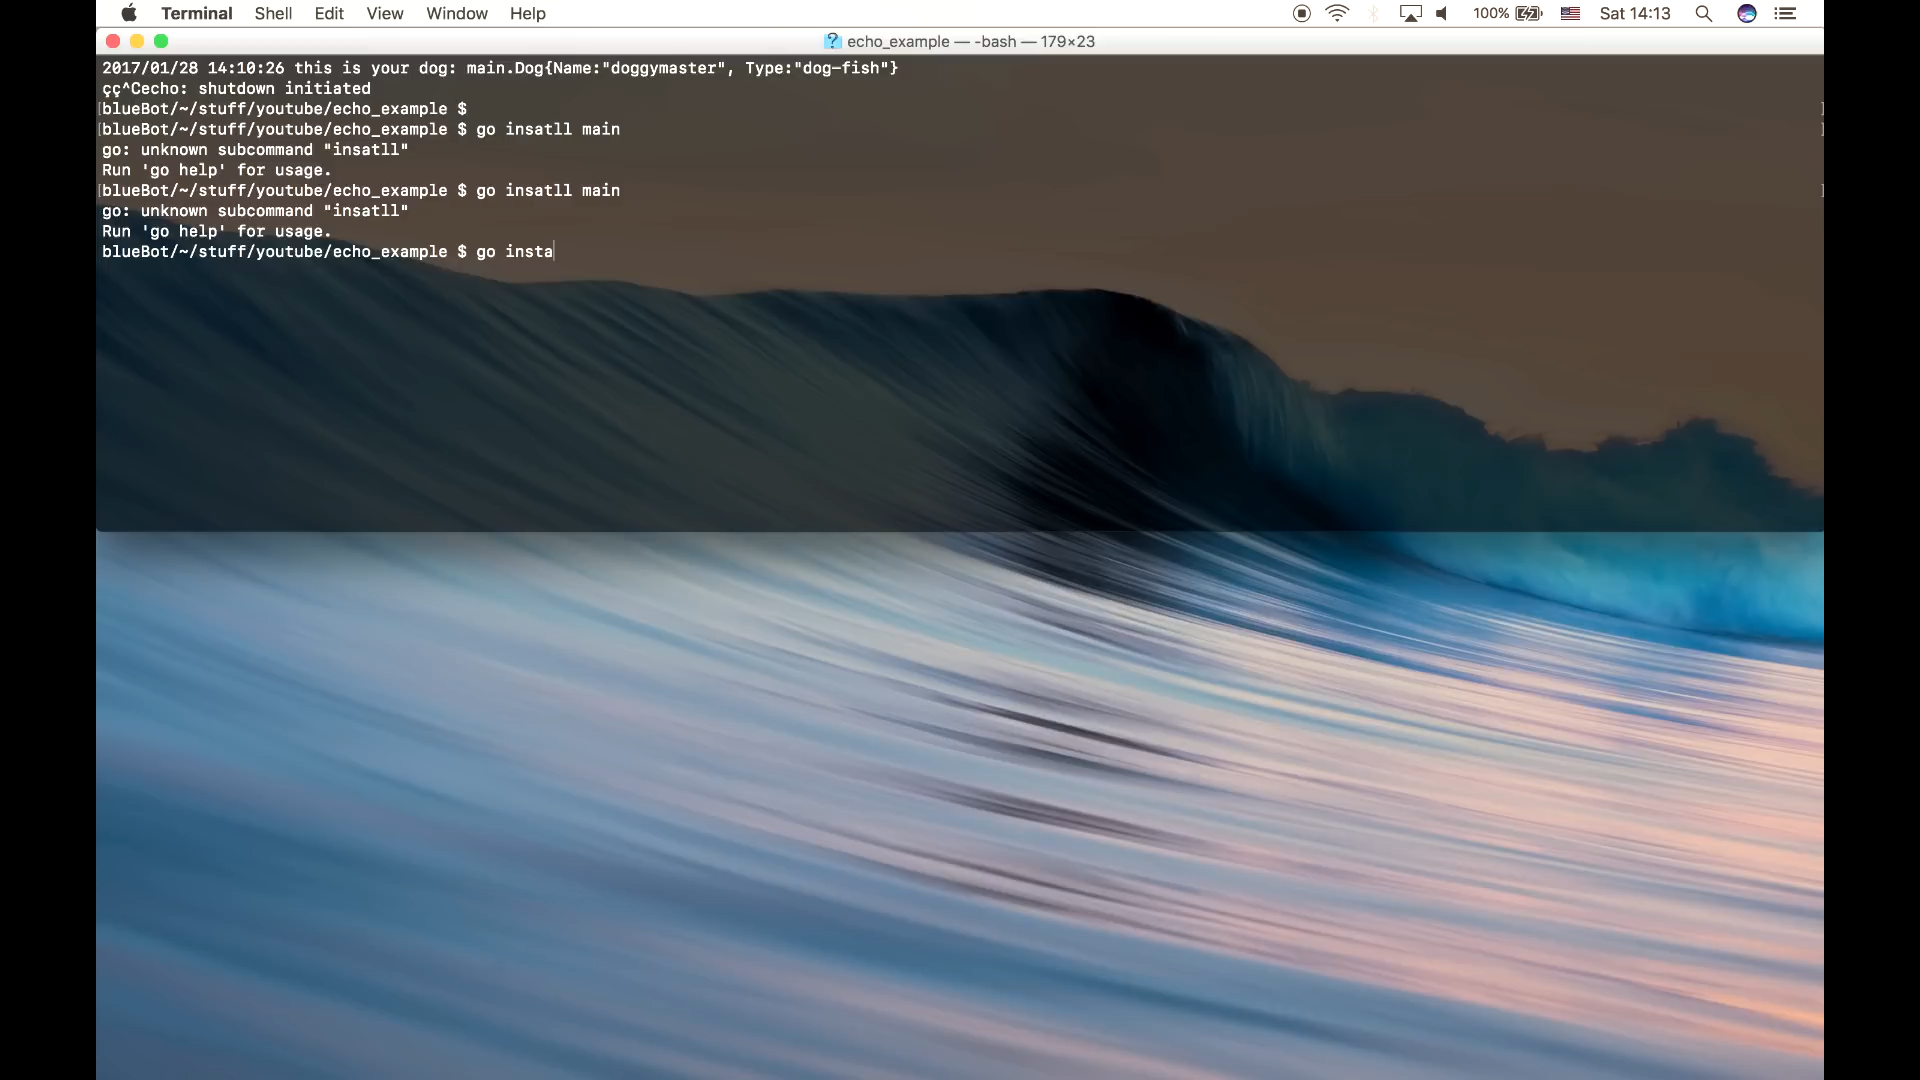 Terminal Shell Edit View Window Help 100% Sat 14:13
echo_example — -bash — 179×23
2017/01/28 14:10:26 this is your dog: main.Dog{Name:"doggymaster", Type:"dog-fish"}
çç^Cecho: shutdown initiated
[blueBot/~/stuff/youtube/echo_example $ ]
[blueBot/~/stuff/youtube/echo_example $ go insatll main ]
go: unknown subcommand "insatll"
Run 'go help' for usage.
[blueBot/~/stuff/youtube/echo_example $ go insatll main ]
go: unknown subcommand "insatll"
Run 'go help' for usage.
blueBot/~/stuff/youtube/echo_example $ go insta